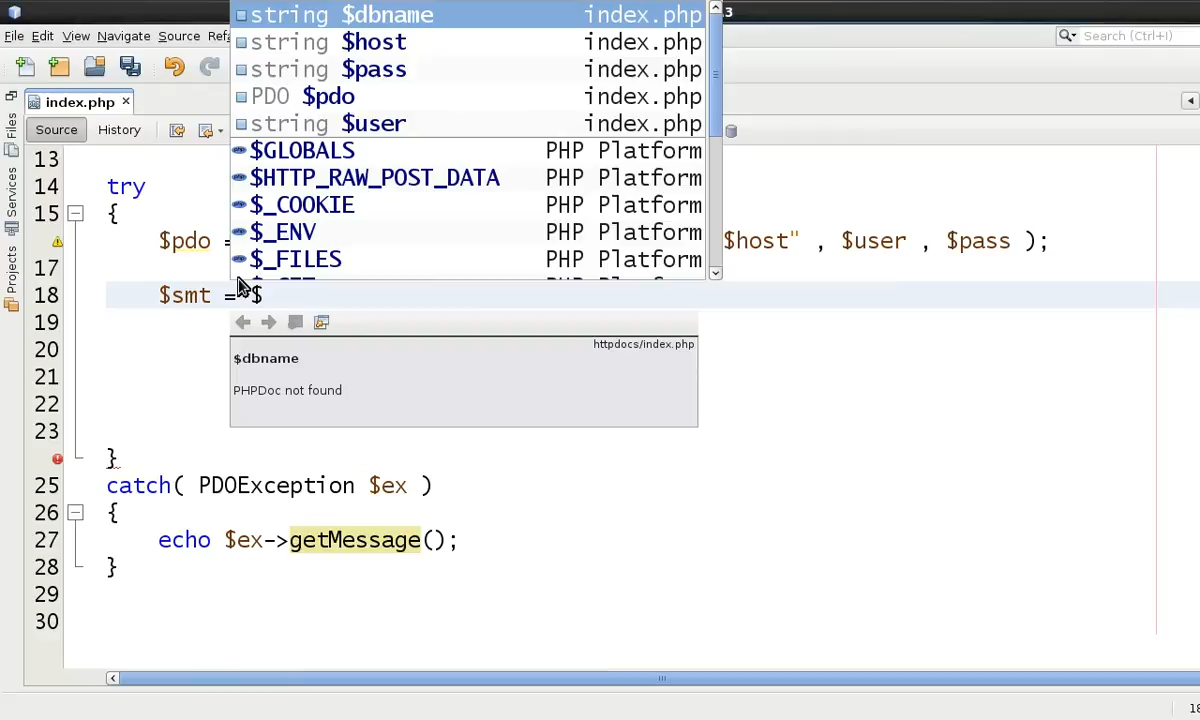 string $dbname index.php
3
string $host index.php
string $pass index.php
PDO $pdo index.php
string $user index.php
$GLOBALS PHP Platform
$HTTP_RAW_POST_DATA PHP Platform
$_COOKIE PHP Platform
$_ENV PHP Platform
$_FILES PHP Platform
File Edit View Navigate Source
Search (Ctrl+I)
index.php
Source History
Files
Services
Projects
13
14 try
15 {
$pdo = $host" , $user , $pass );
17
18 $smt = $
19
20
21
22
23
}
25 catch( PDOException $ex )
26 {
27 echo $ex->getMessage();
28 }
29
30
httpdocs/index.php
$dbname
PHPDoc not found